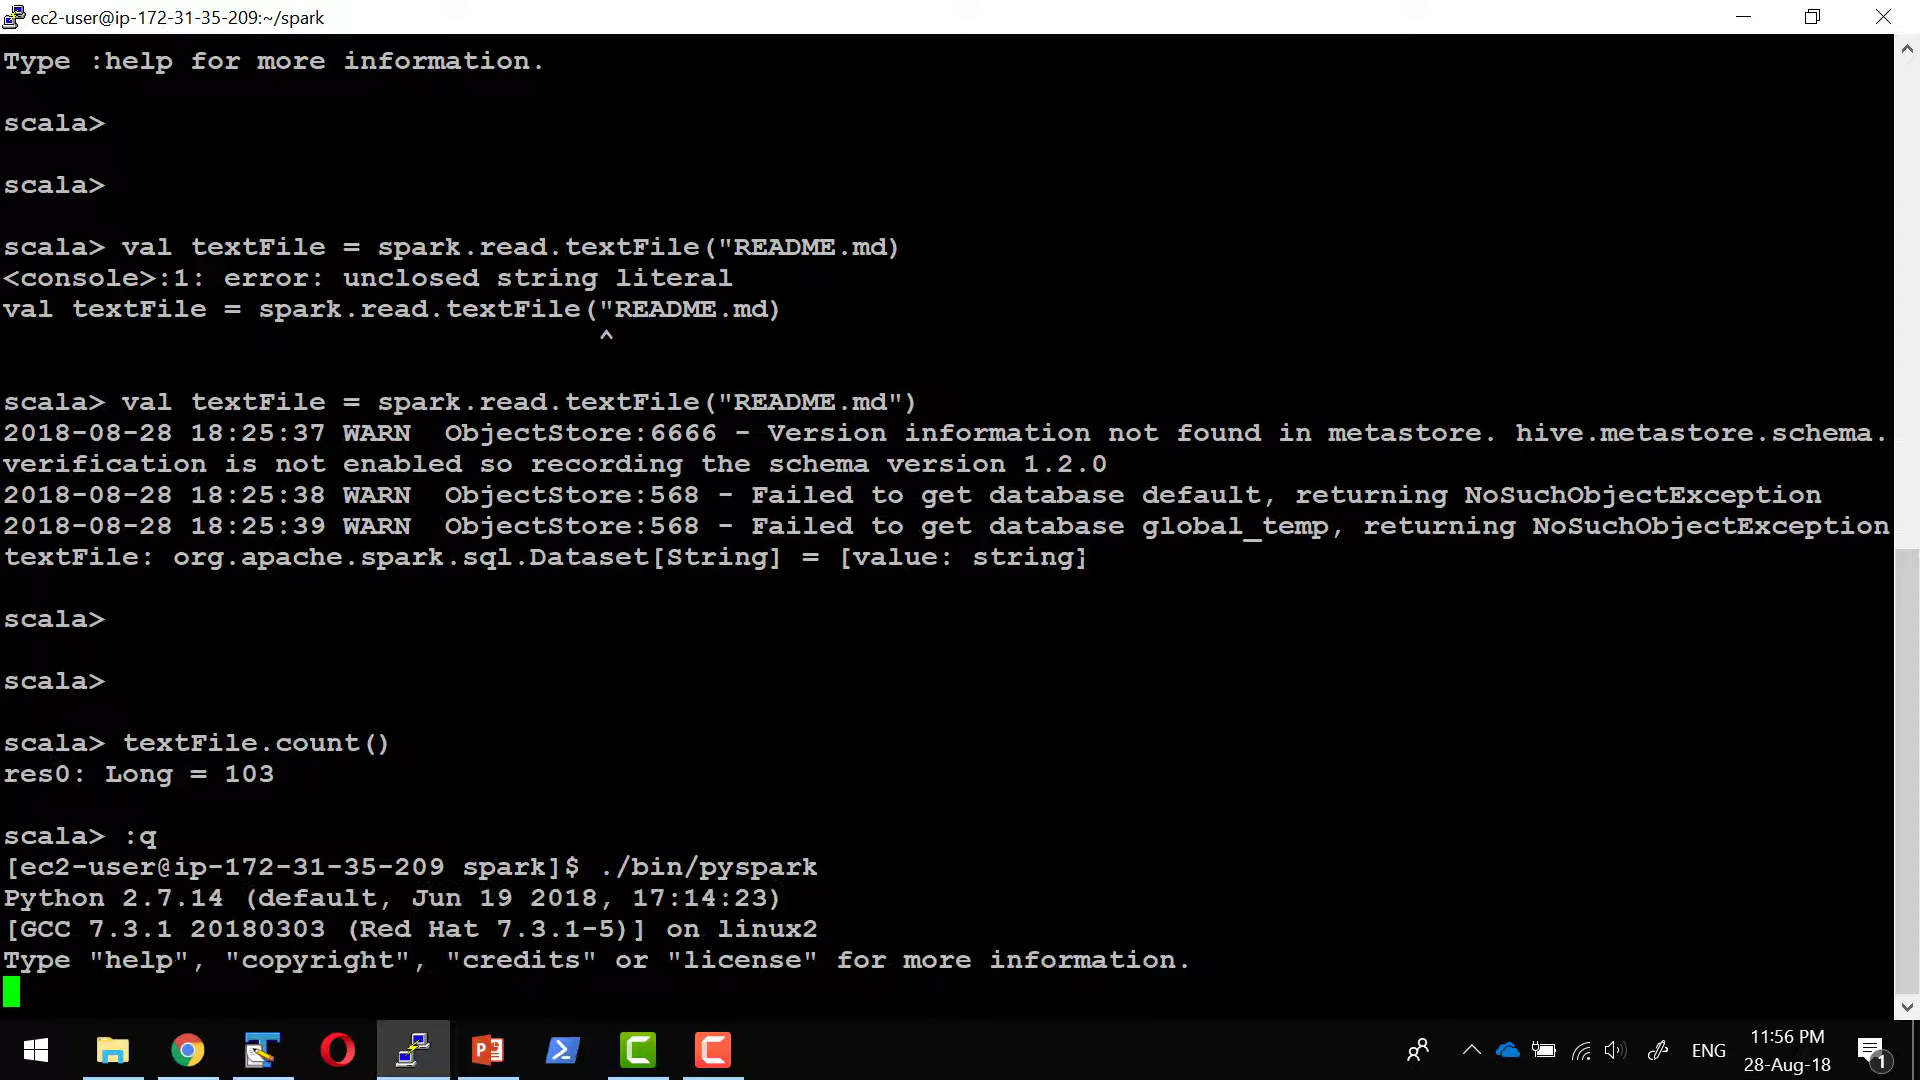 ec2-user@ip-172-31-35-209:~/spark
Type :help for more information.
scala>
scala>
scala> val textFile = spark.read.textFile("README.md)
<console>:1: error: unclosed string literal
val textFile = spark.read.textFile("README.md)
^
scala> val textFile = spark.read.textFile("README.md")
2018-08-28 18:25:37 WARN  ObjectStore:6666 - Version information not found in metastore. hive.metastore.schema.
verification is not enabled so recording the schema version 1.2.0
2018-08-28 18:25:38 WARN  ObjectStore:568 - Failed to get database default, returning NoSuchObjectException
2018-08-28 18:25:39 WARN  ObjectStore:568 - Failed to get database global_temp, returning NoSuchObjectException
textFile: org.apache.spark.sql.Dataset[String] = [value: string]
scala>
scala>
scala> textFile.count()
res0: Long = 103
scala> :q
[ec2-user@ip-172-31-35-209 spark]$ ./bin/pyspark
Python 2.7.14 (default, Jun 19 2018, 17:14:23)
[GCC 7.3.1 20180303 (Red Hat 7.3.1-5)] on linux2
Type "help", "copyright", "credits" or "license" for more information.
ENG
11:56 PM
28-Aug-18
1